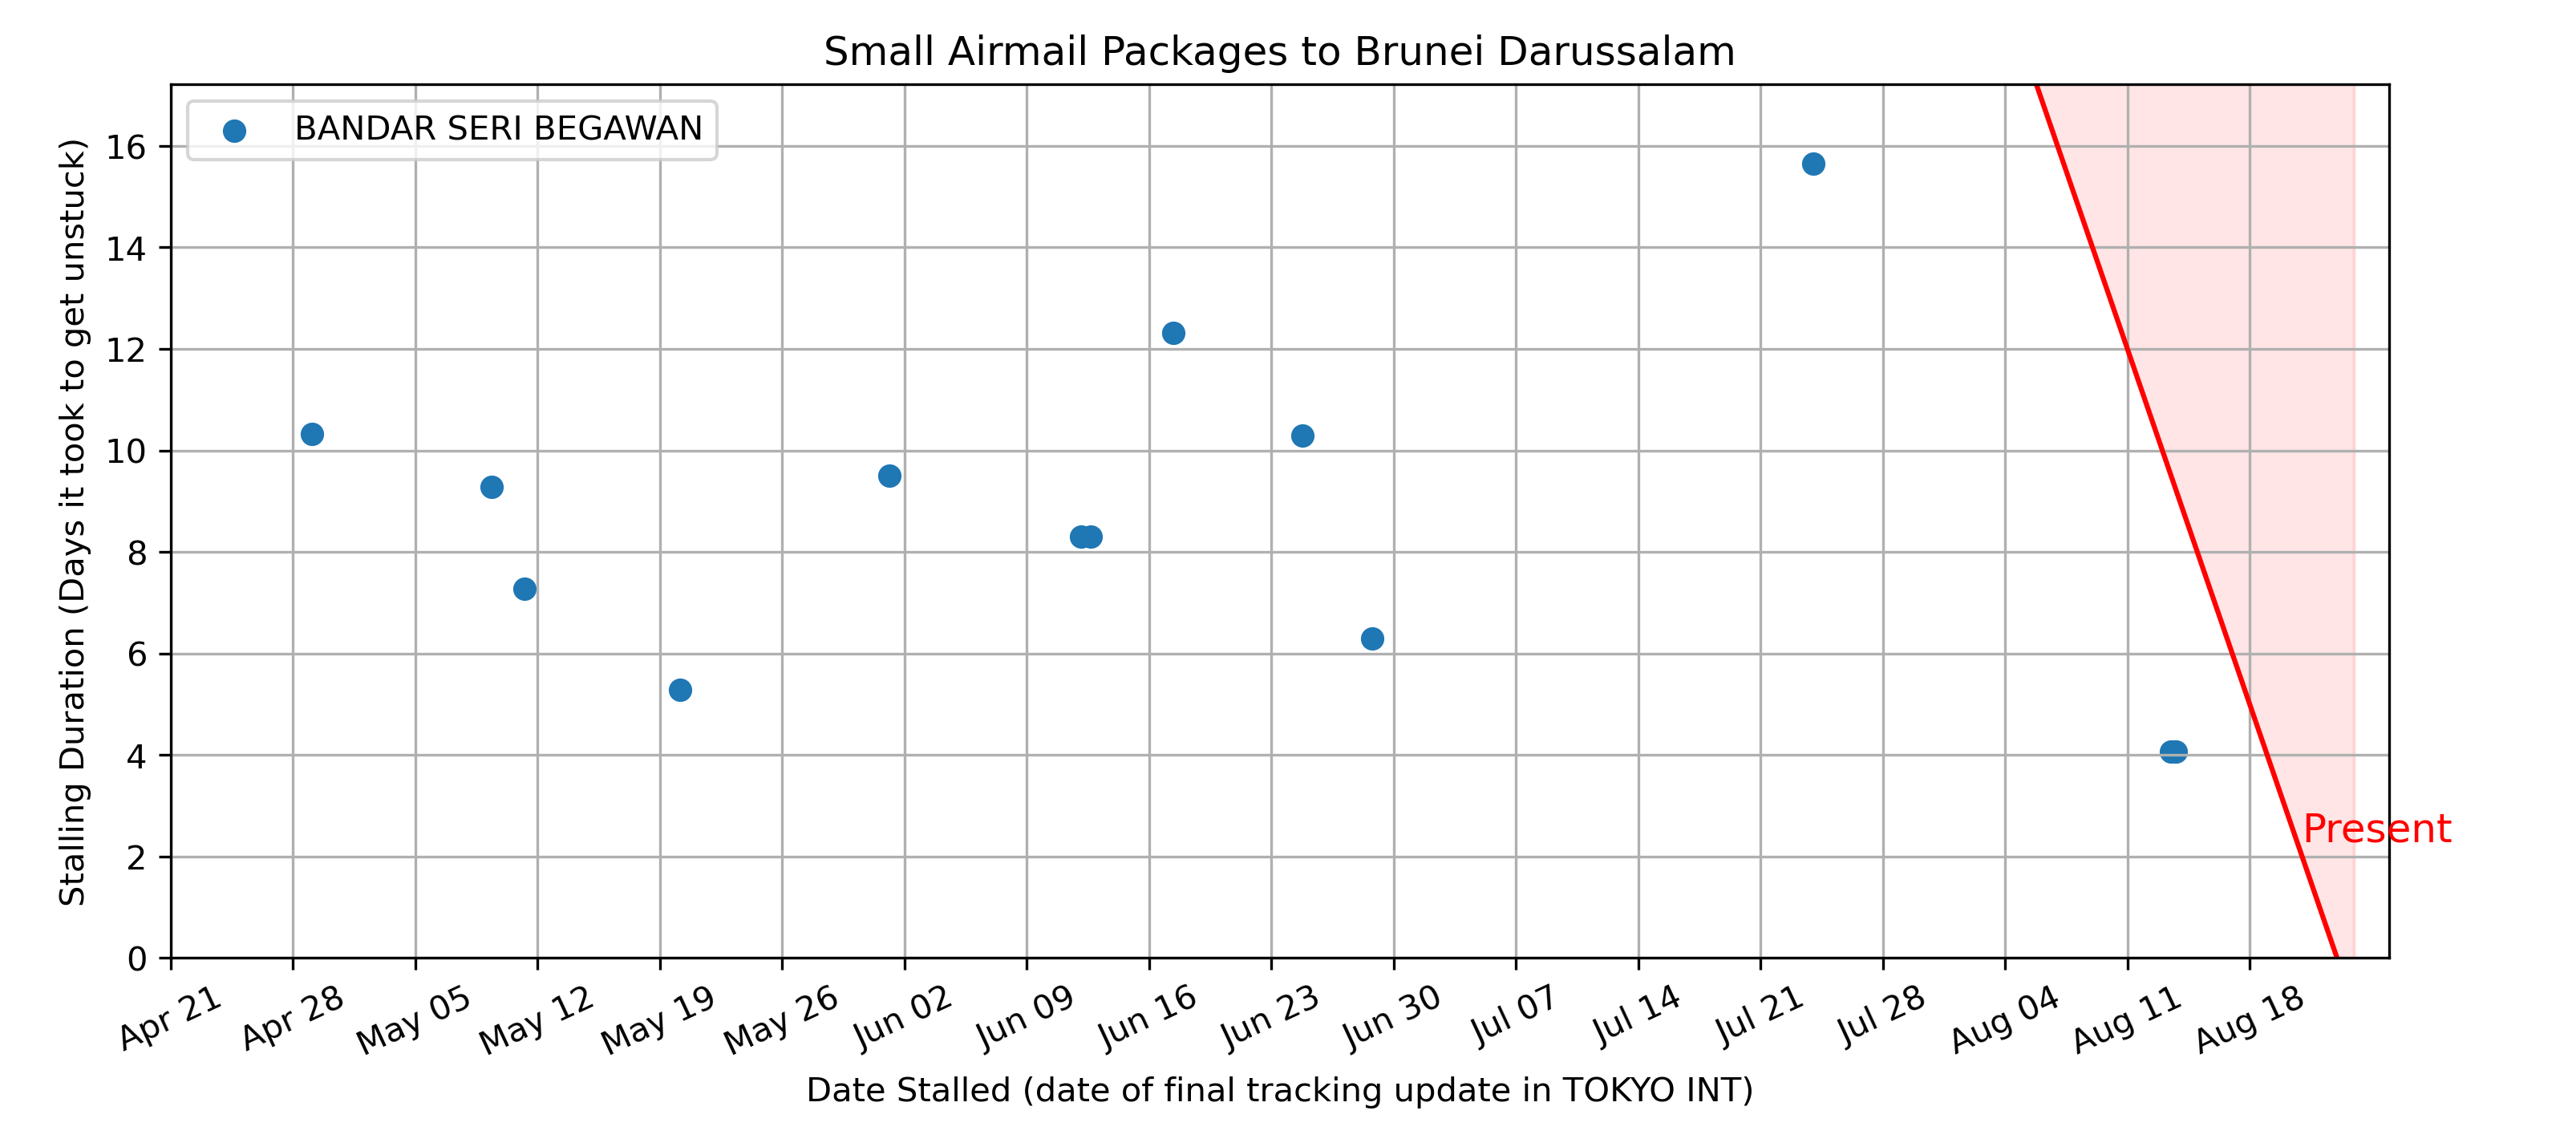 Small Airmail Packages to Brunei Darussalam
BANDAR SERI BEGAWAN
Stalling Duration (Days it took to get unstuck)
16
14
12
10
8
6
4
2
0
Present
Apr 21
Apr 28
May 05
May 12
May 19
May 26
Jun 02
Jun 09
Jun 16
Jun 23
Jun 30
Jul 07
Jul 14
Jul 21
Jul 28
Aug 04
Aug 11
Aug 18
Date Stalled (date of final tracking update in TOKYO INT)